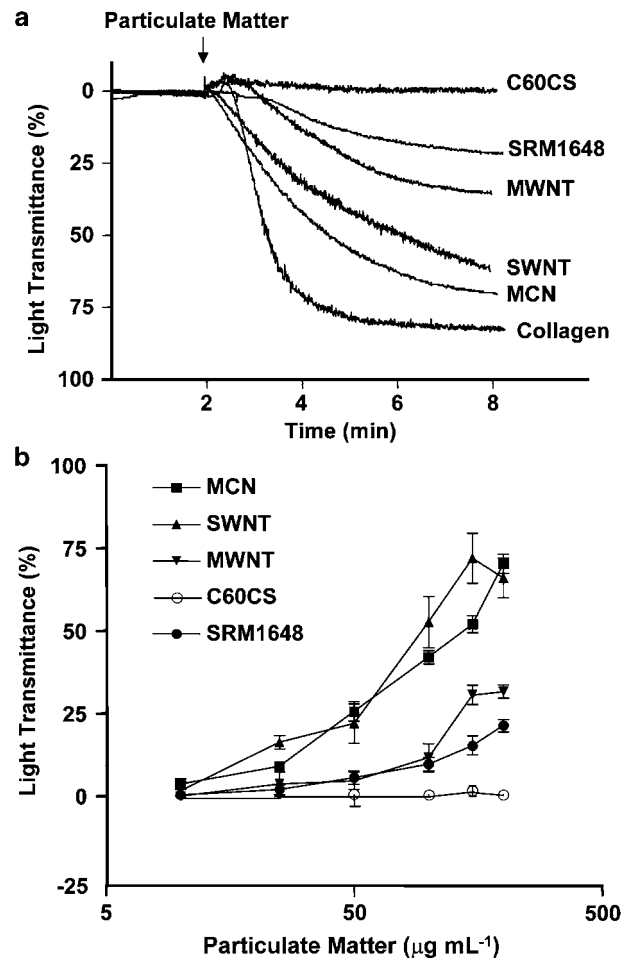 a
Particulate Matter
0
25
50
75
100
Light Transmittance (%)
C60CS
SRM1648
MWNT
SWNT
MCN
Collagen
2 4 6 8
Time (min)
b
100
75
50
25
0
-25
Light Transmittance (%)
MCN
SWNT
MWNT
C60CS
SRM1648
5 50 500
Particulate Matter (μg mL⁻¹)